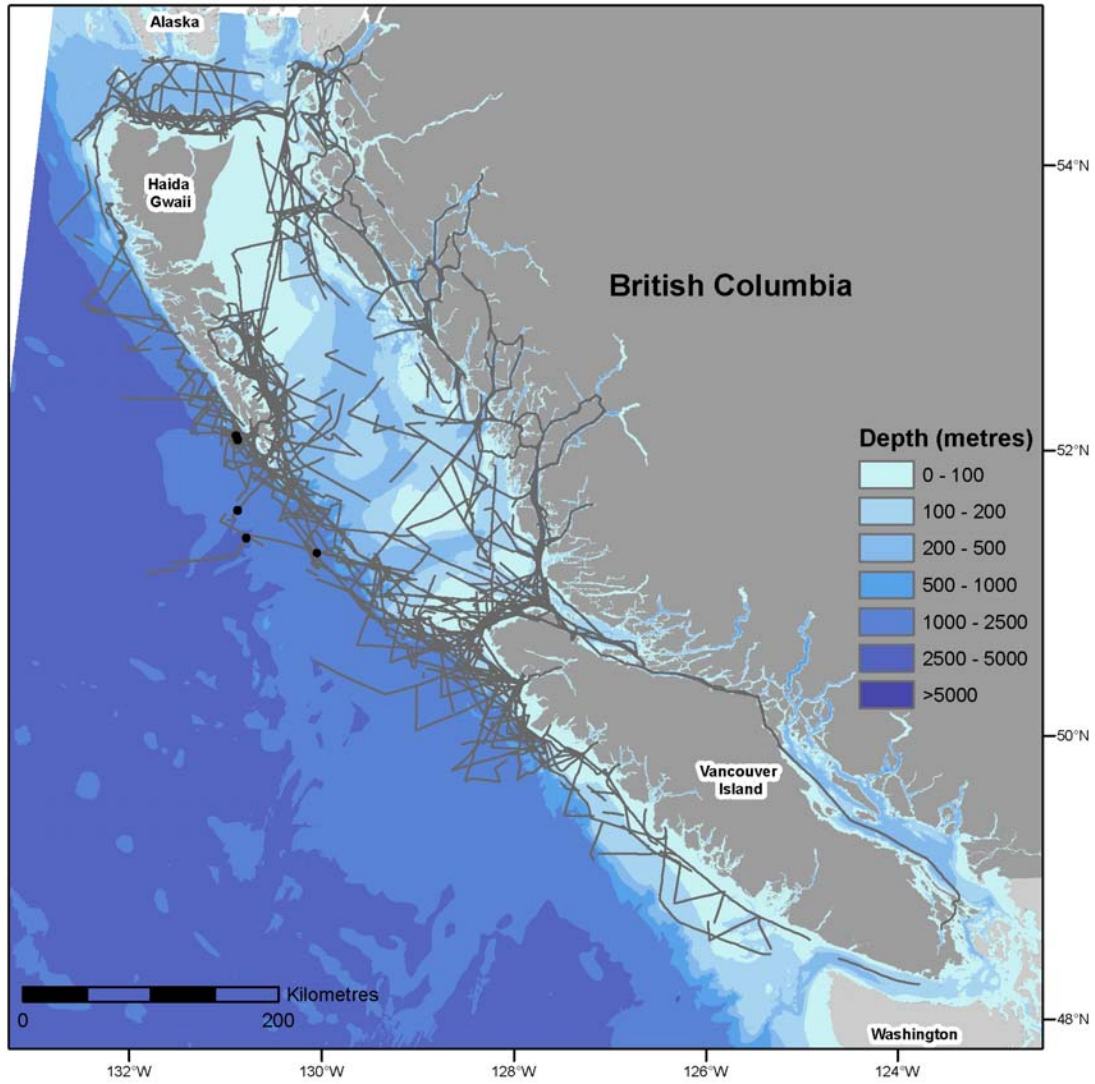 Alaska
54°N
Haida
Gwaii
British Columbia
52°N
Depth (metres)
0 - 100
100 - 200
200 - 500
500 - 1000
1000 - 2500
2500 - 5000
>5000
50°N
Vancouver
Island
Kilometres
0 200
Washington
48°N
132°W 130°W 128°W 126°W 124°W